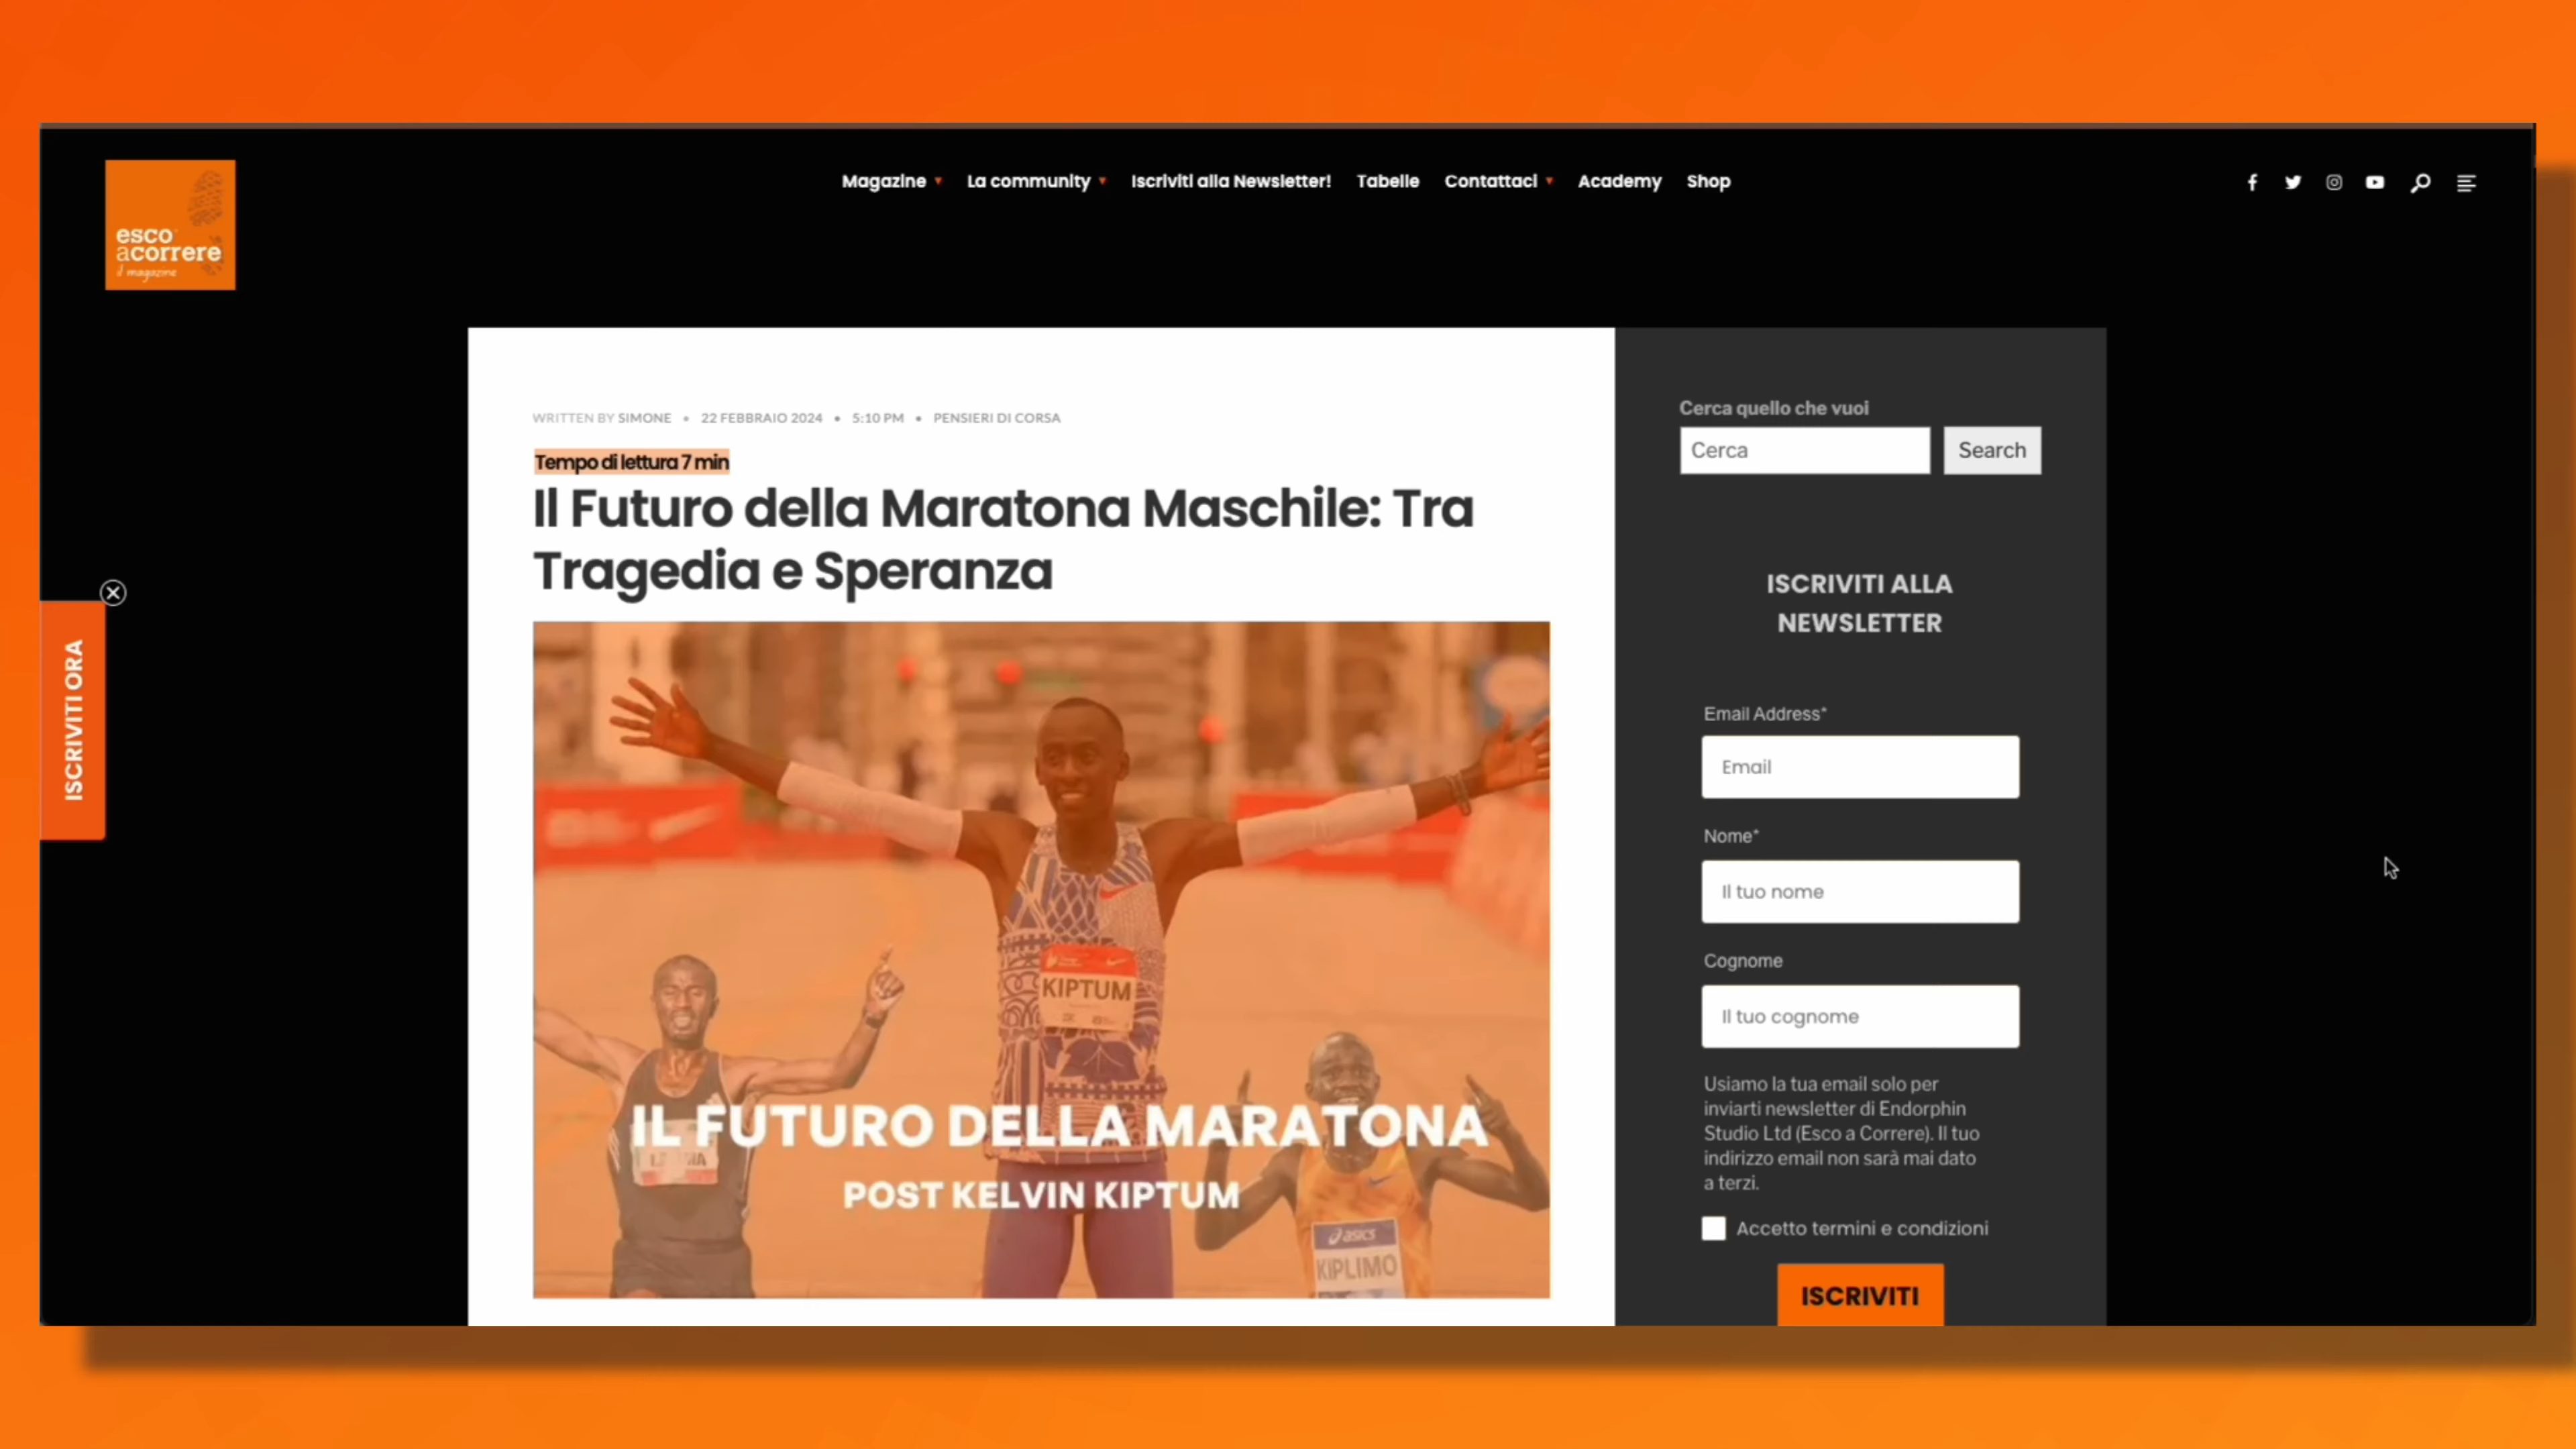 esco
acorrere
il magazine
Magazine La community Iscriviti alla Newsletter! Tabelle Contattaci Academy Shop
WRITTEN BY SIMONE • 22 FEBBRAIO 2024 • 5:10 PM • PENSIERI DI CORSA
Tempo di lettura 7 min
Il Futuro della Maratona Maschile: Tra
Tragedia e Speranza
KIPTUM
IL FUTURO DELLA MARATONA
POST KELVIN KIPTUM
asics
KIPLIMO
ISCRIVITI ORA
Cerca quello che vuoi
Cerca Search
ISCRIVITI ALLA
NEWSLETTER
Email Address*
Email
Nome*
Il tuo nome
Cognome
Il tuo cognome
Usiamo la tua email solo per
inviarti newsletter di Endorphin
Studio Ltd (Esco a Correre). Il tuo
indirizzo email non sarà mai dato
a terzi.
Accetto termini e condizioni
ISCRIVITI